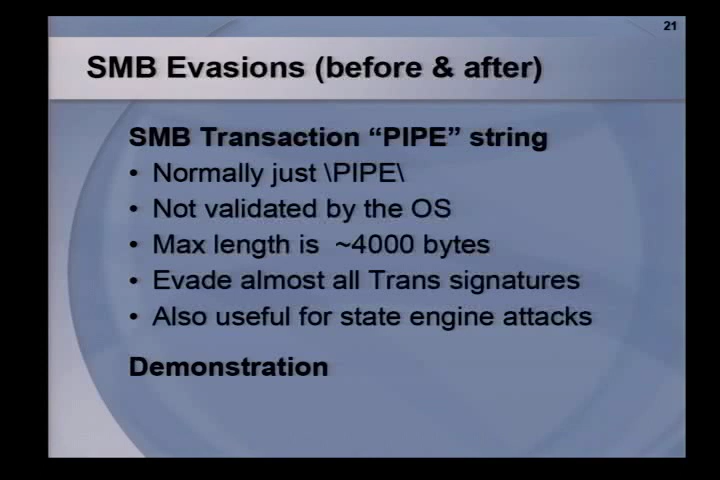 21
SMB Evasions (before & after)
SMB Transaction “PIPE” string
• Normally just \PIPE\
• Not validated by the OS
• Max length is ~4000 bytes
• Evade almost all Trans signatures
• Also useful for state engine attacks
Demonstration